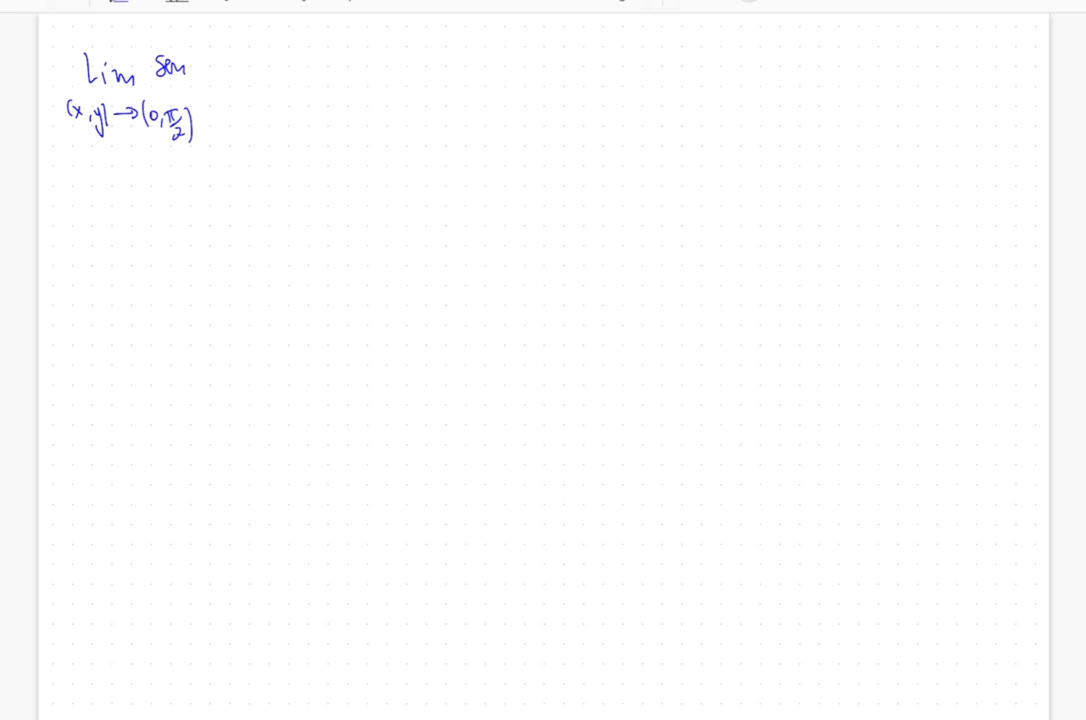 Lim sen
(x,y)→(0,π/2)